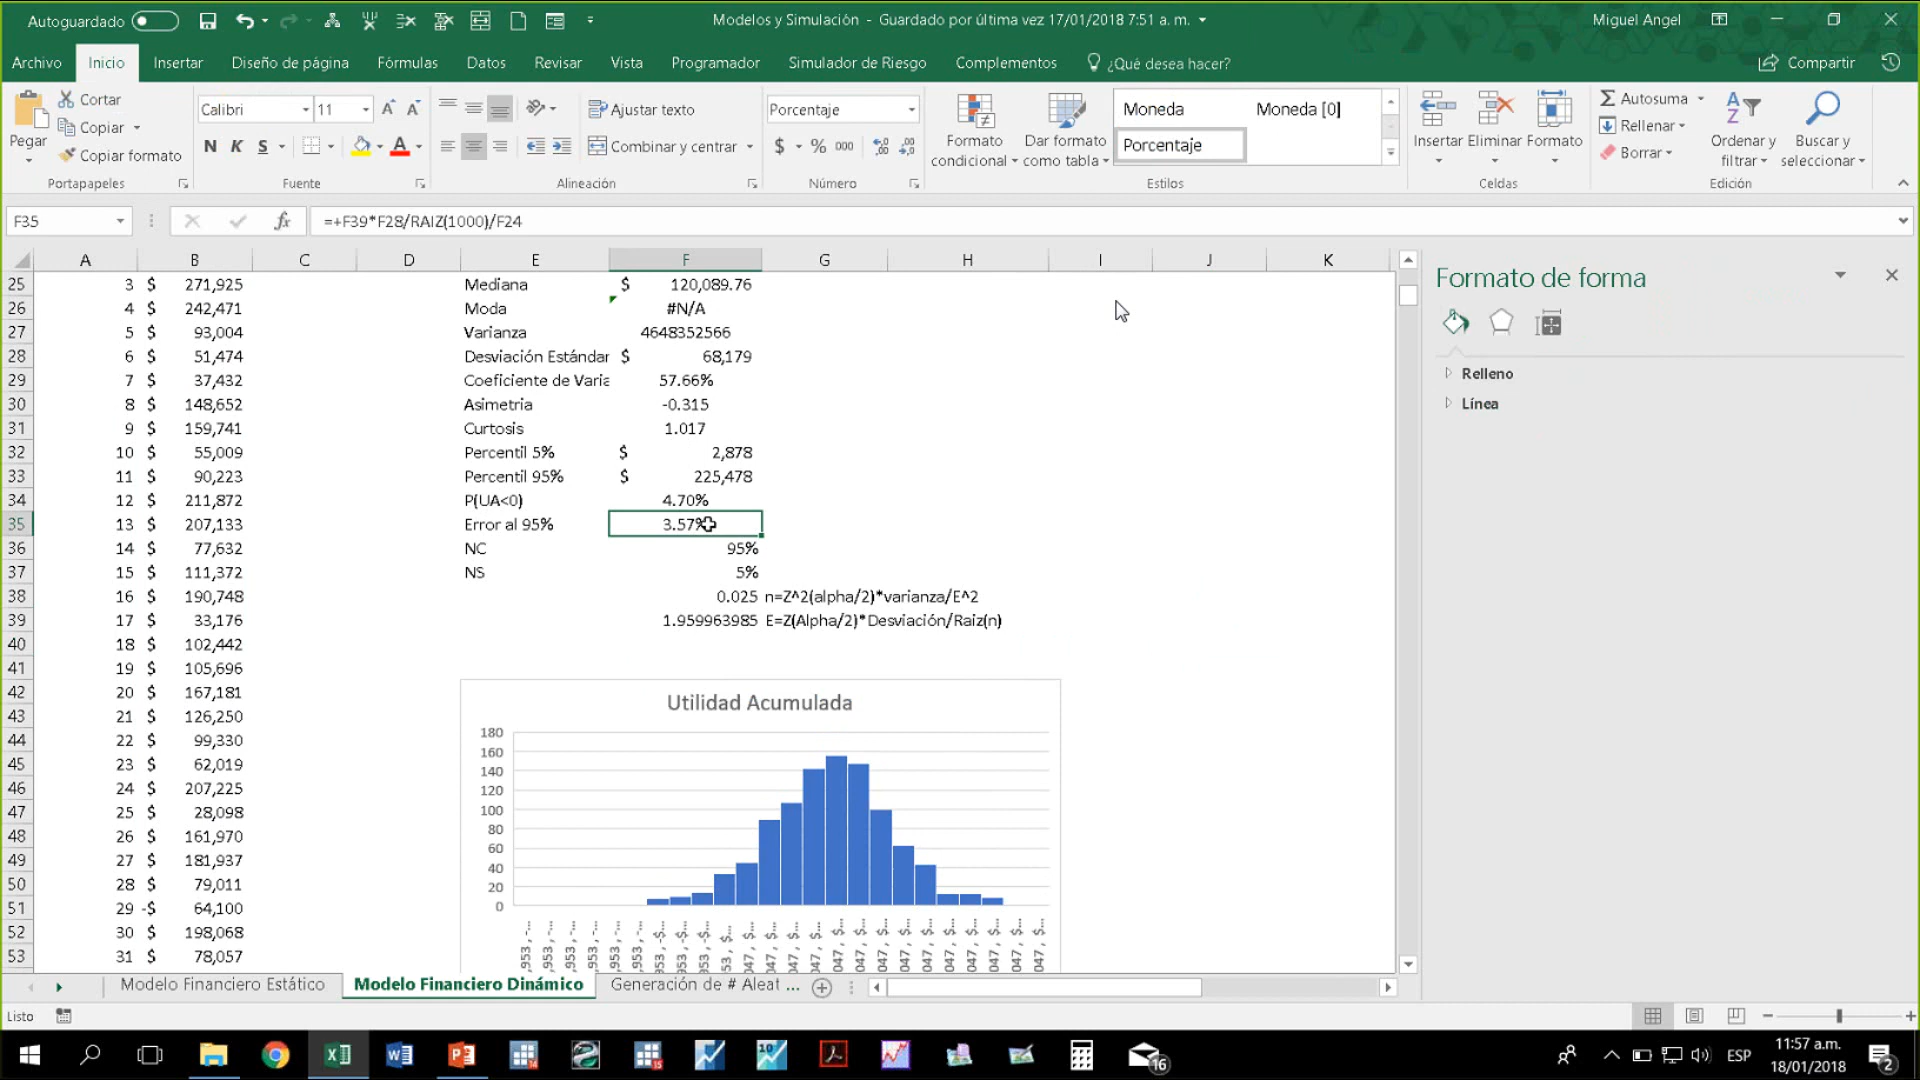 Autoguardado
Modelos y Simulación - Guardado por última vez 17/01/2018 7:51 a. m.
Miguel Angel
Archivo Inicio Insertar Diseño de página Fórmulas Datos Revisar Vista Programador Simulador de Riesgo Complementos ¿Qué desea hacer? Compartir
Pegar
Cortar
Copiar
Copiar formato
Portapapeles
Calibri 11
N K S
Fuente
Ajustar texto
Combinar y centrar
Alineación
Porcentaje
$ % 000
Número
Formato condicional
Dar formato como tabla
Moneda Moneda [0]
Porcentaje
Estilos
Insertar Eliminar Formato
Celdas
Autosuma
Rellenar
Borrar
Ordenar y filtrar
Buscar y seleccionar
Edición
F35 fx =+F39*F28/RAIZ(1000)/F24
A B C D E F G H I J K
25 3 $ 271,925 Mediana $ 120,089.76
26 4 $ 242,471 Moda #N/A
27 5 $ 93,004 Varianza 4648352566
28 6 $ 51,474 Desviación Estándar $ 68,179
29 7 $ 37,432 Coeficiente de Varia 57.66%
30 8 $ 148,652 Asimetria -0.315
31 9 $ 159,741 Curtosis 1.017
32 10 $ 55,009 Percentil 5% $ 2,878
33 11 $ 90,223 Percentil 95% $ 225,478
34 12 $ 211,872 P(UA<0) 4.70%
35 13 $ 207,133 Error al 95% 3.57%
36 14 $ 77,632 NC 95%
37 15 $ 111,372 NS 5%
38 16 $ 190,748 0.025 n=Z^2(alpha/2)*varianza/E^2
39 17 $ 33,176 1.959963985 E=Z(Alpha/2)*Desviación/Raiz(n)
40 18 $ 102,442
41 19 $ 105,696
42 20 $ 167,181
43 21 $ 126,250
44 22 $ 99,330
45 23 $ 62,019
46 24 $ 207,225
47 25 $ 28,098
48 26 $ 161,970
49 27 $ 181,937
50 28 $ 79,011
51 29 -$ 64,100
52 30 $ 198,068
53 31 $ 78,057
Utilidad Acumulada
180
160
140
120
100
80
60
40
20
0
Formato de forma
Relleno
Línea
Modelo Financiero Estático Modelo Financiero Dinámico Generación de # Aleat ...
Listo
16
ESP
11:57 a.m.
18/01/2018
2